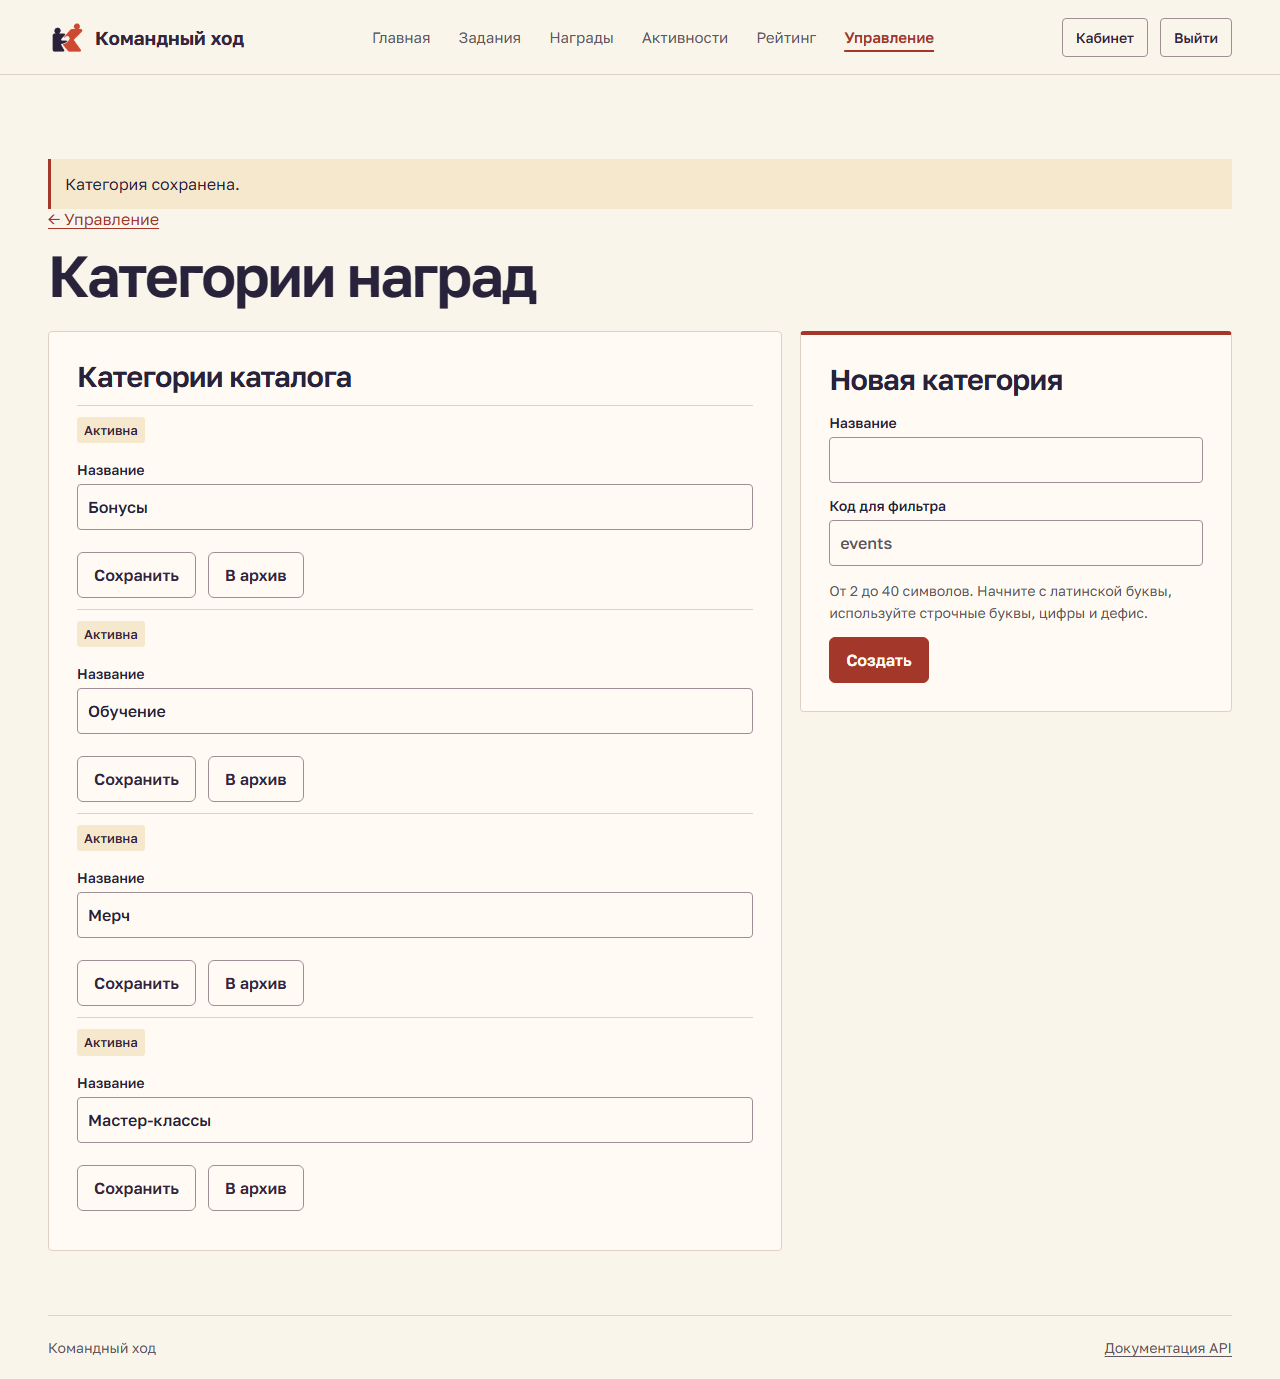 Командный ход
Главная
Задания
Награды
Активности
Рейтинг
Управление
Кабинет
Выйти
Категория сохранена.
← Управление
Категории наград
Категории каталога
Активна
Название
Бонусы
Сохранить
В архив
Активна
Название
Обучение
Сохранить
В архив
Активна
Название
Мерч
Сохранить
В архив
Активна
Название
Мастер-классы
Сохранить
В архив
Новая категория
Название
Код для фильтра
events
От 2 до 40 символов. Начните с латинской буквы,
используйте строчные буквы, цифры и дефис.
Создать
Командный ход
Документация API